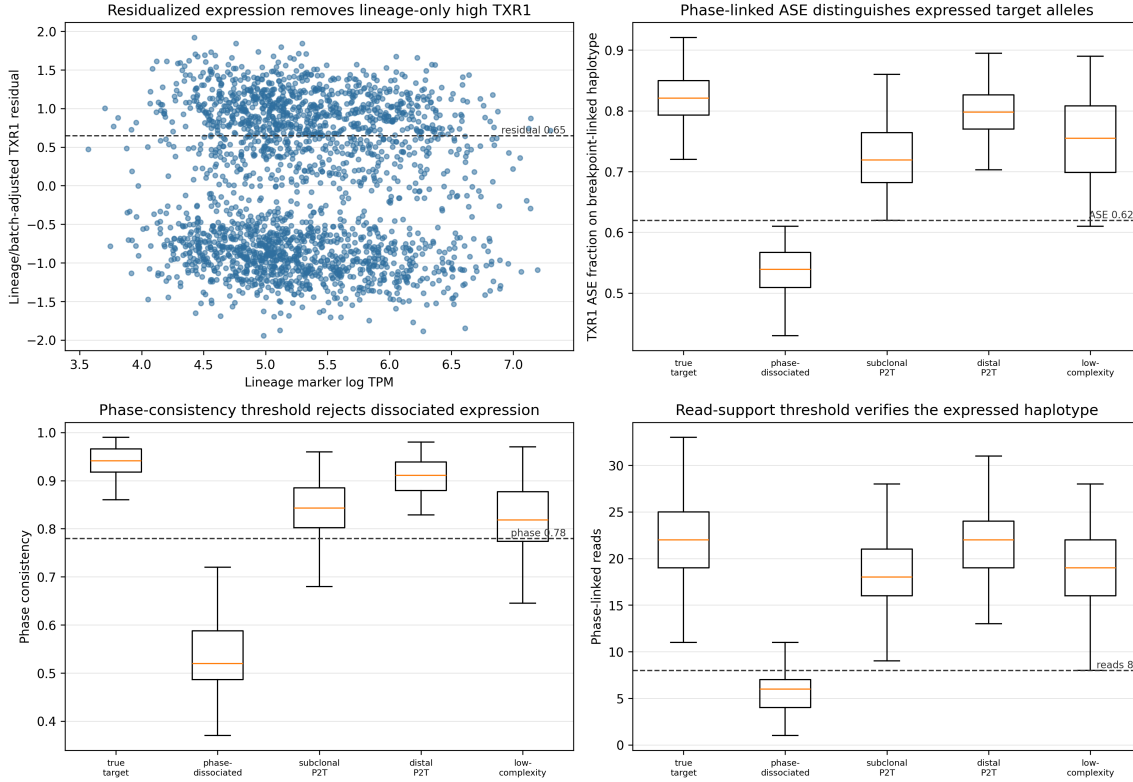 Residualized expression removes lineage-only high TXR1
Lineage/batch-adjusted TXR1 residual
2.0
1.5
1.0
0.5
0.0
−0.5
−1.0
−1.5
−2.0
residual 0.65
3.5 4.0 4.5 5.0 5.5 6.0 6.5 7.0
Lineage marker log TPM
Phase-linked ASE distinguishes expressed target alleles
TXR1 ASE fraction on breakpoint-linked haplotype
0.9
0.8
0.7
0.6
0.5
ASE 0.62
true target
phase-dissociated
subclonal P2T
distal P2T
low-complexity
Phase-consistency threshold rejects dissociated expression
Phase consistency
1.0
0.9
0.8
0.7
0.6
0.5
0.4
phase 0.78
true target
phase-dissociated
subclonal P2T
distal P2T
low-complexity
Read-support threshold verifies the expressed haplotype
Phase-linked reads
30
25
20
15
10
5
0
reads 8
true target
phase-dissociated
subclonal P2T
distal P2T
low-complexity